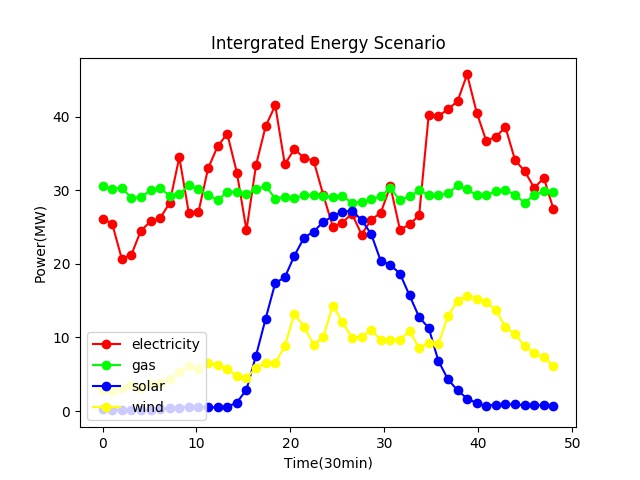 Intergrated Energy Scenario
Power(MW)
40
30
20
10
0
electricity
gas
solar
wind
0 10 20 30 40 50
Time(30min)